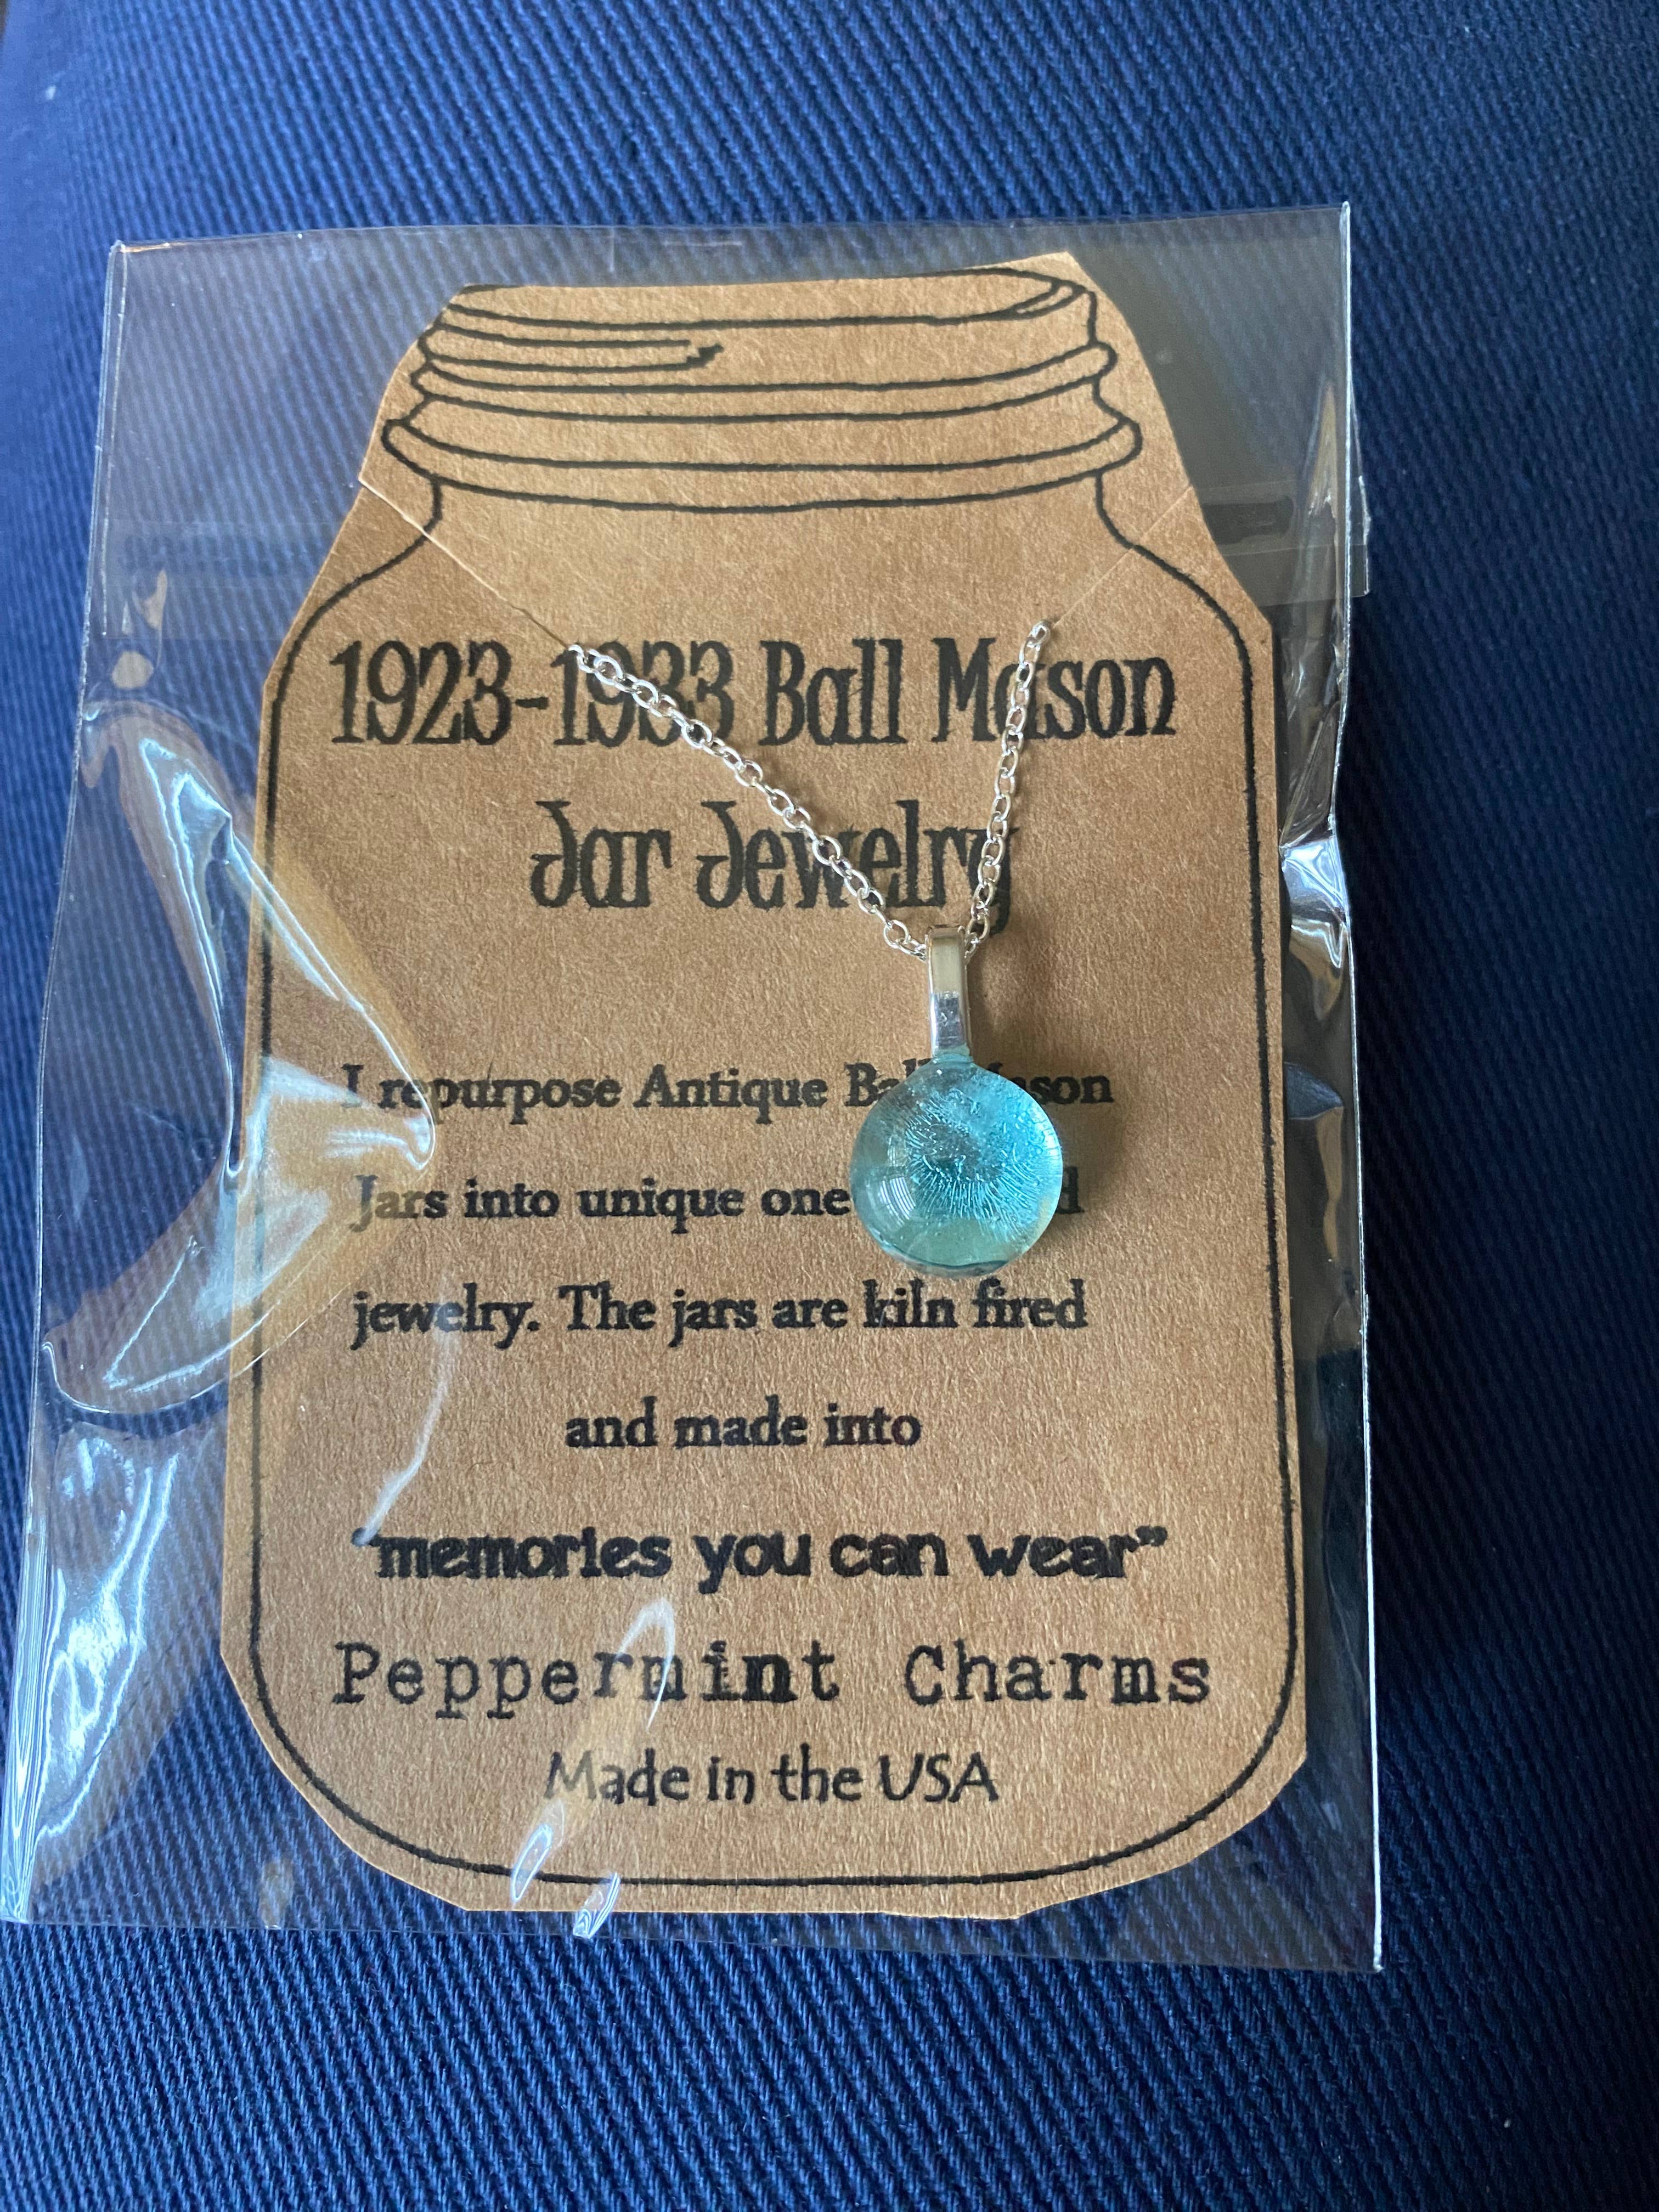 1923-1933 Ball Mason
Jar Jewelry
I repurpose Antique Ball Mason
Jars into unique one
jewelry. The jars are kiln fired
and made into
“memories you can wear”
Peppermint Charms
Made in the USA